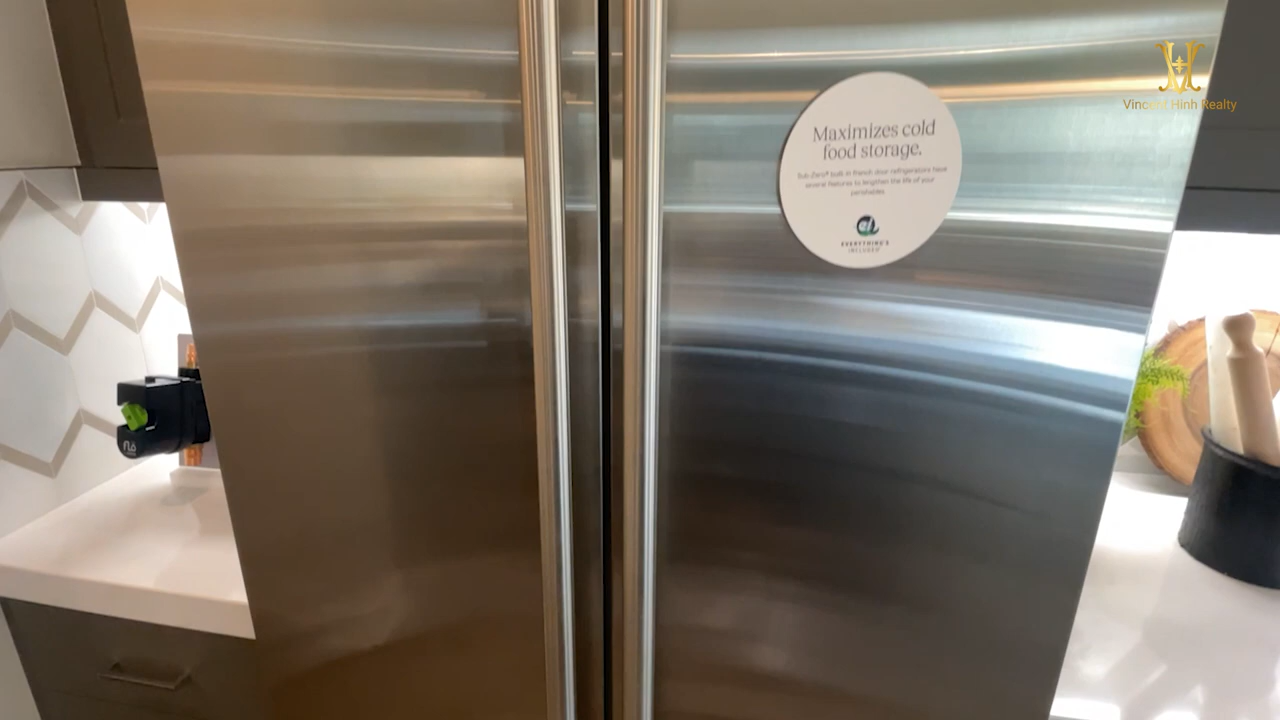 Vincent Hinh Realty
Maximizes cold
food storage.
Sub-Zero® built in french door refrigerators have
several features to lengthen the life of your
perishables.
EVERYTHING'S
INCLUDED
flo